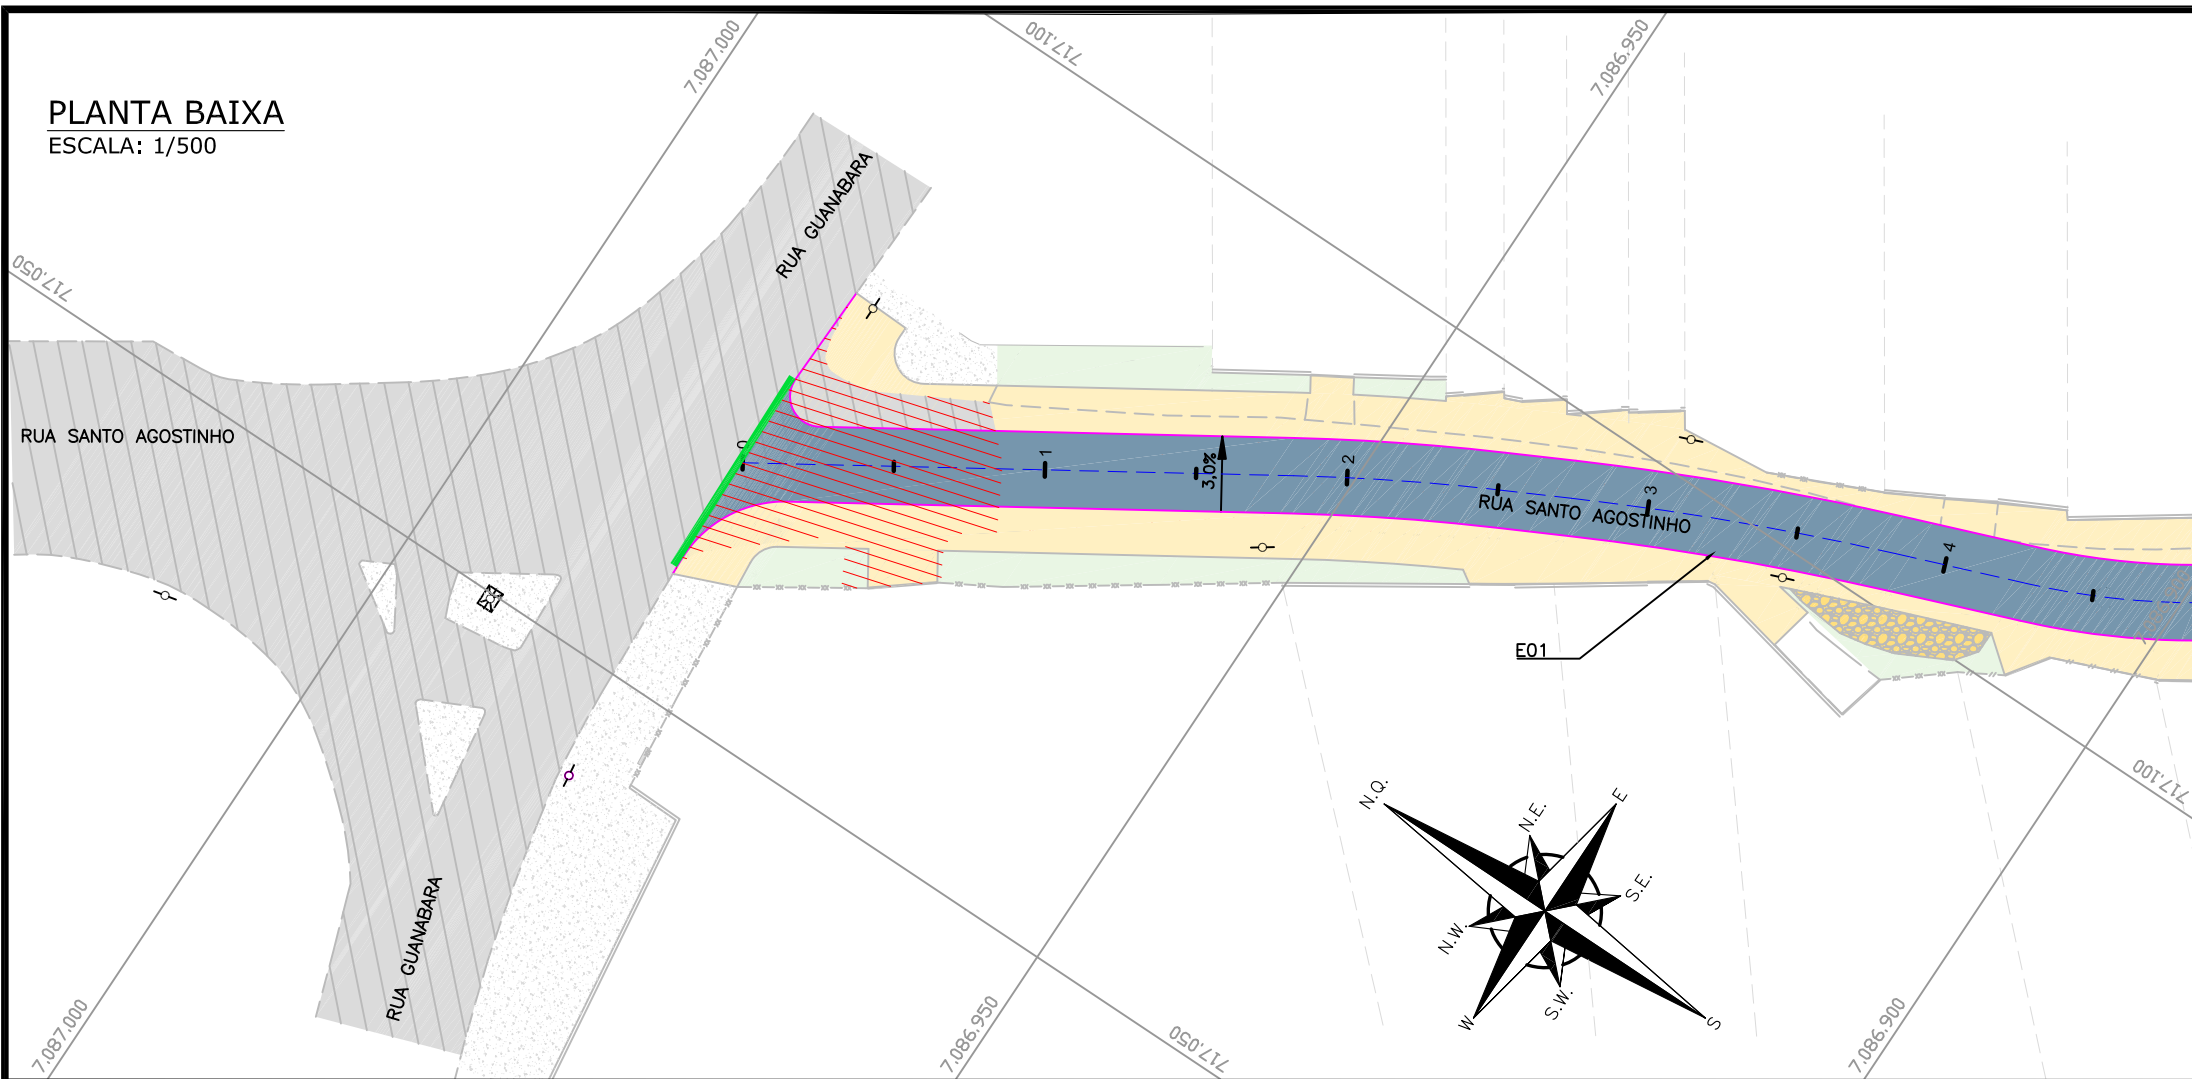 PLANTA BAIXA
ESCALA: 1/500
7.087.000
717.100
7.086.950
717.050
RUA GUANABARA
RUA SANTO AGOSTINHO
0
1
3,0%
2
3
RUA SANTO AGOSTINHO
4
E01
717.100
N.Q.
N.E.
E
S.E.
N.W.
W
S.W.
S
RUA GUANABARA
7.087.000
7.086.950
717.050
7.086.900